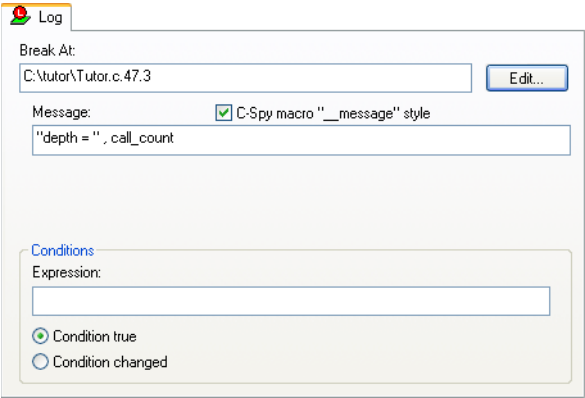 Log
Break At:
C:\tutor\Tutor.c.47.3
Edit...
Message:
C-Spy macro "__message" style
"depth = " , call_count
Conditions
Expression:
Condition true
Condition changed